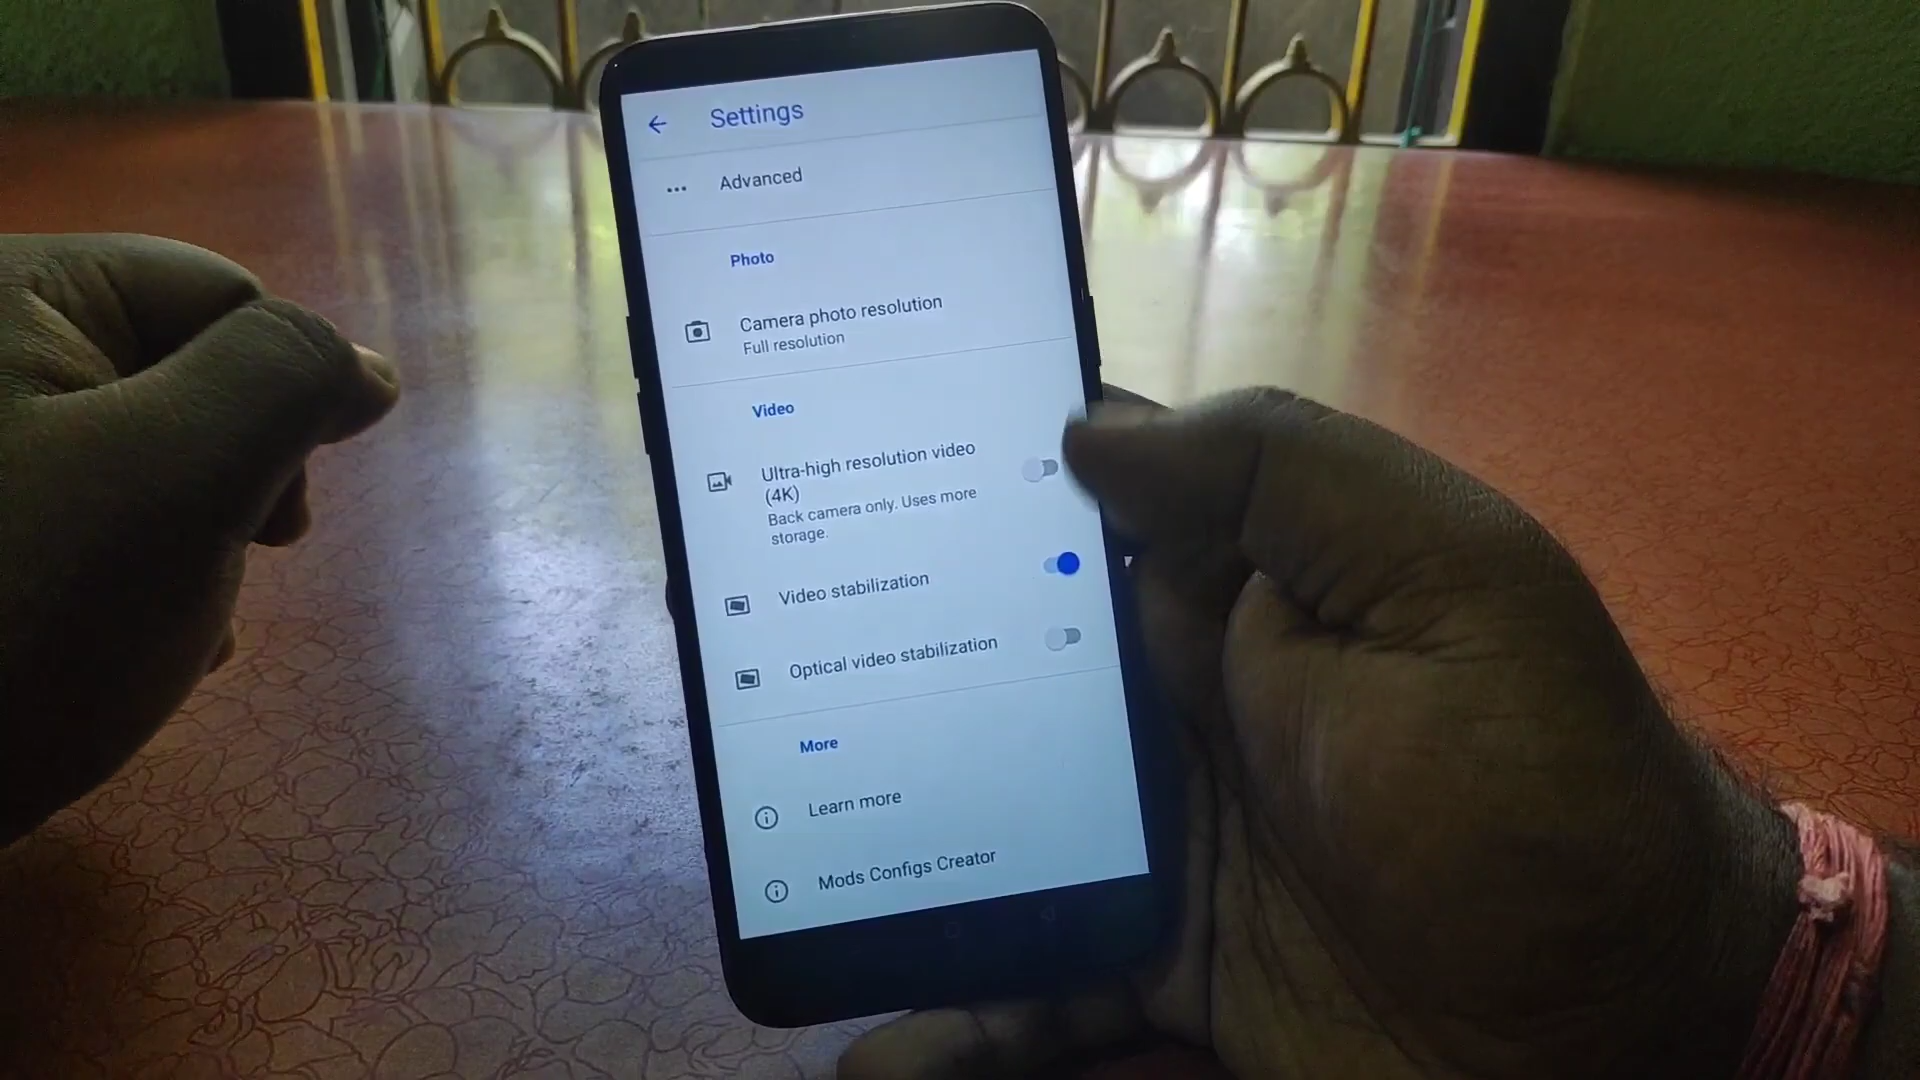 Settings
Advanced
Photo
Camera photo resolution
Full resolution
Video
Ultra-high resolution video
(4K)
Back camera only. Uses more
storage.
Video stabilization
Optical video stabilization
More
Learn more
Mods Configs Creator